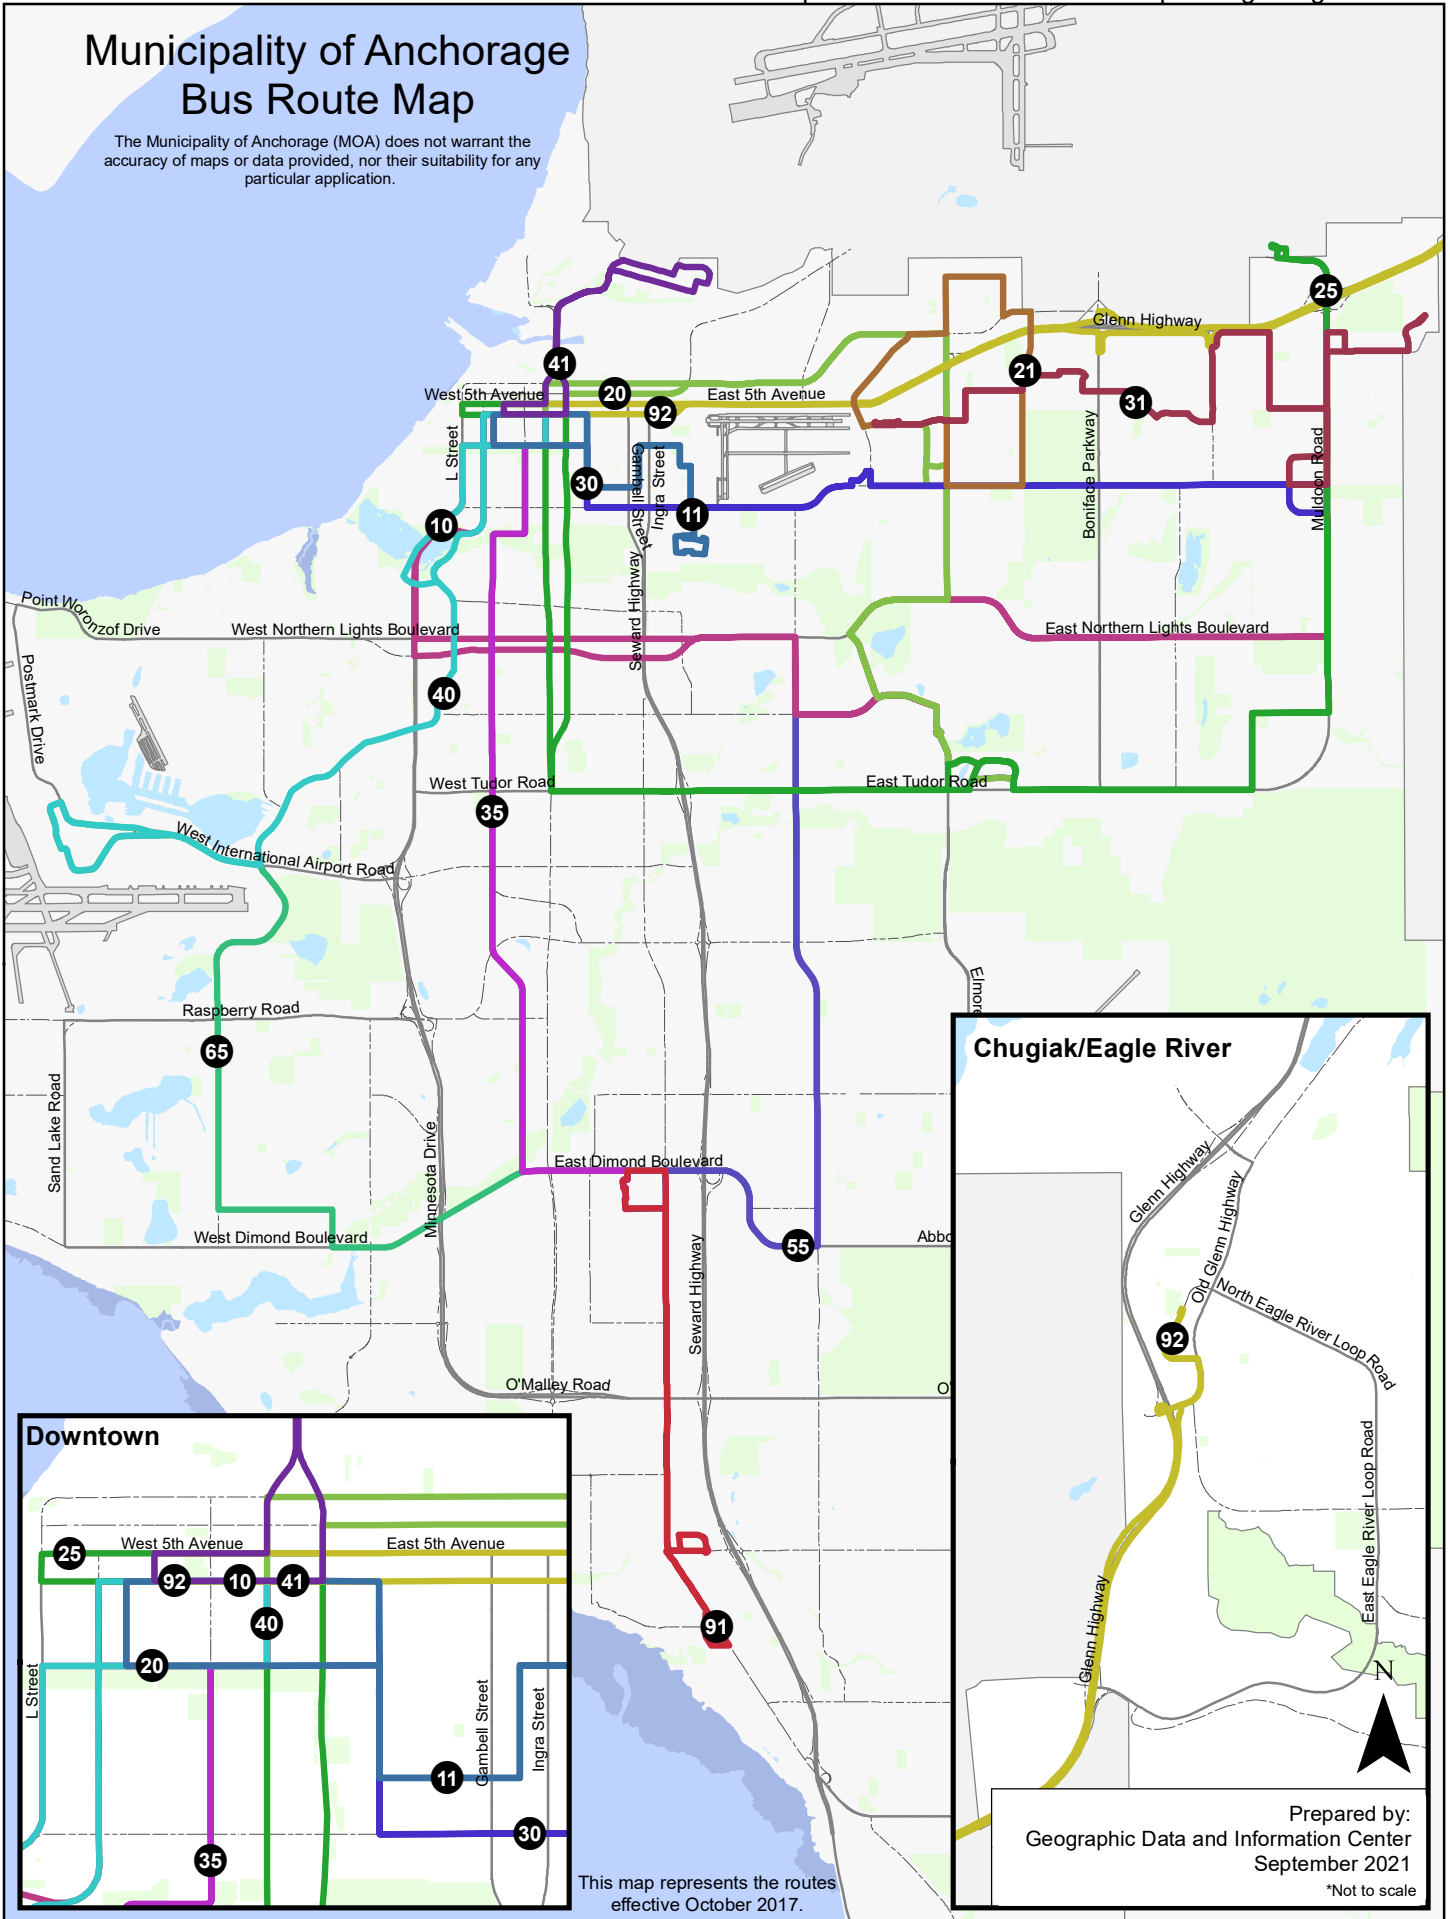 Municipality of Anchorage
Bus Route Map
The Municipality of Anchorage (MOA) does not warrant the
accuracy of maps or data provided, nor their suitability for any
particular application.
25
Glenn Highway
41
21
West 5th Avenue
20
East 5th Avenue
92
31
L Street
Gambell Street
Ingra Street
Boniface Parkway
Muldoon Road
30
11
10
Seward Highway
Point Woronzof Drive
West Northern Lights Boulevard
East Northern Lights Boulevard
Postmark Drive
40
West Tudor Road
East Tudor Road
35
West International Airport Road
Elmore
Raspberry Road
65
Sand Lake Road
Minnesota Drive
East Dimond Boulevard
West Dimond Boulevard
55
Abbo
Seward Highway
O'Malley Road
O'
91
Chugiak/Eagle River
Glenn Highway
Old Glenn Highway
North Eagle River Loop Road
92
East Eagle River Loop Road
Glenn Highway
N
Downtown
West 5th Avenue
East 5th Avenue
25
92
10
41
40
20
L Street
Gambell Street
Ingra Street
11
30
35
This map represents the routes
effective October 2017.
Prepared by:
Geographic Data and Information Center
September 2021
*Not to scale